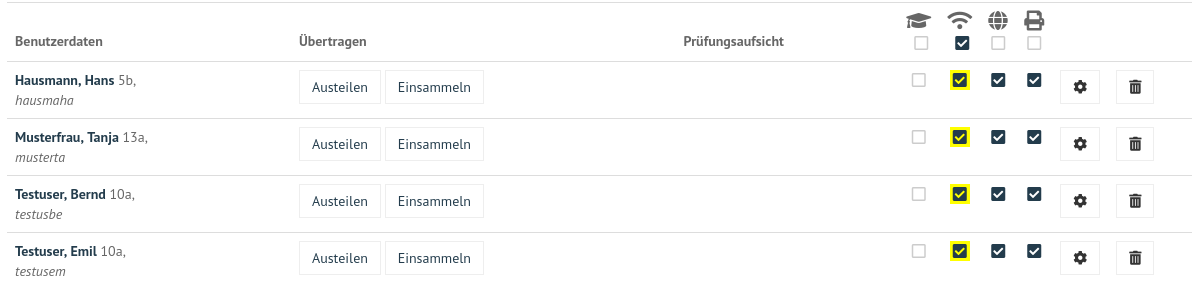 Benutzerdaten Übertragen Prüfungsaufsicht
Hausmann, Hans 5b, Austeilen Einsammeln
hausmaha
Musterfrau, Tanja 13a, Austeilen Einsammeln
musterta
Testuser, Bernd 10a, Austeilen Einsammeln
testusbe
Testuser, Emil 10a, Austeilen Einsammeln
testusem